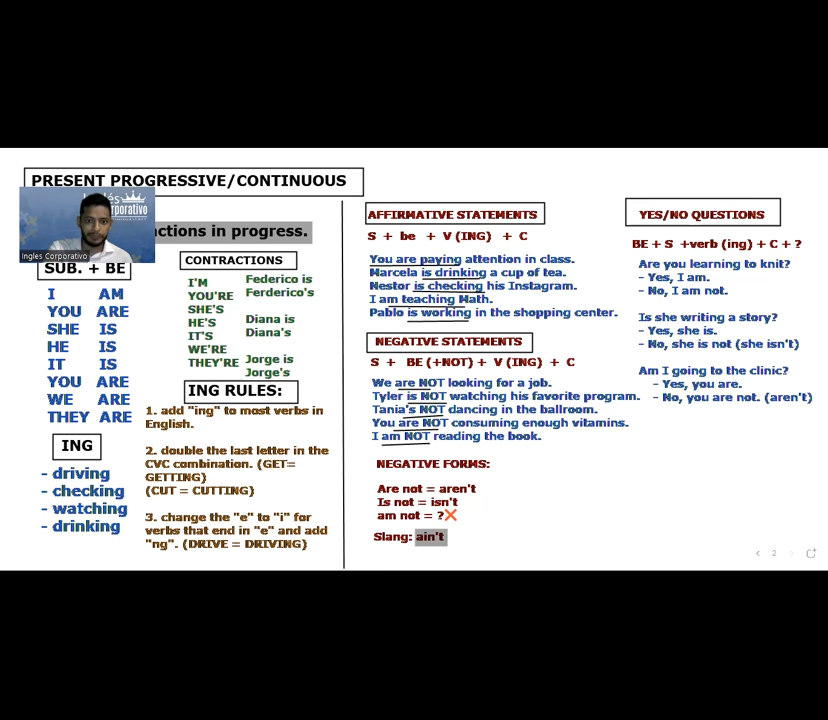 PRESENT PROGRESSIVE/CONTINUOUS
Inglés Corporativo
ctions in progress.
SUB. + BE
I AM
YOU ARE
SHE IS
HE IS
IT IS
YOU ARE
WE ARE
THEY ARE
ING
- driving
- checking
- watching
- drinking
CONTRACTIONS
I'M
YOU'RE
SHE'S
HE'S
IT'S
WE'RE
THEY'RE
Federico is
Ferderico's
Diana is
Diana's
Jorge is
Jorge's
ING RULES:
1. add "ing" to most verbs in
English.
2. double the last letter in the
CVC combination. (GET=
GETTING)
(CUT = CUTTING)
3. change the "e" to "i" for
verbs that end in "e" and add
"ng". (DRIVE = DRIVING)
AFFIRMATIVE STATEMENTS
S + be + V (ING) + C
You are paying attention in class.
Marcela is drinking a cup of tea.
Nestor is checking his Instagram.
I am teaching Math.
Pablo is working in the shopping center.
NEGATIVE STATEMENTS
S + BE (+NOT) + V (ING) + C
We are NOT looking for a job.
Tyler is NOT watching his favorite program.
Tania's NOT dancing in the ballroom.
You are NOT consuming enough vitamins.
I am NOT reading the book.
NEGATIVE FORMS:
Are not = aren't
Is not = isn't
am not = ?❌
Slang: ain't
YES/NO QUESTIONS
BE + S +verb (ing) + C + ?
Are you learning to knit?
- Yes, I am.
- No, I am not.
Is she writing a story?
- Yes, she is.
- No, she is not (she isn't)
Am I going to the clinic?
- Yes, you are.
- No, you are not. (aren't)
2